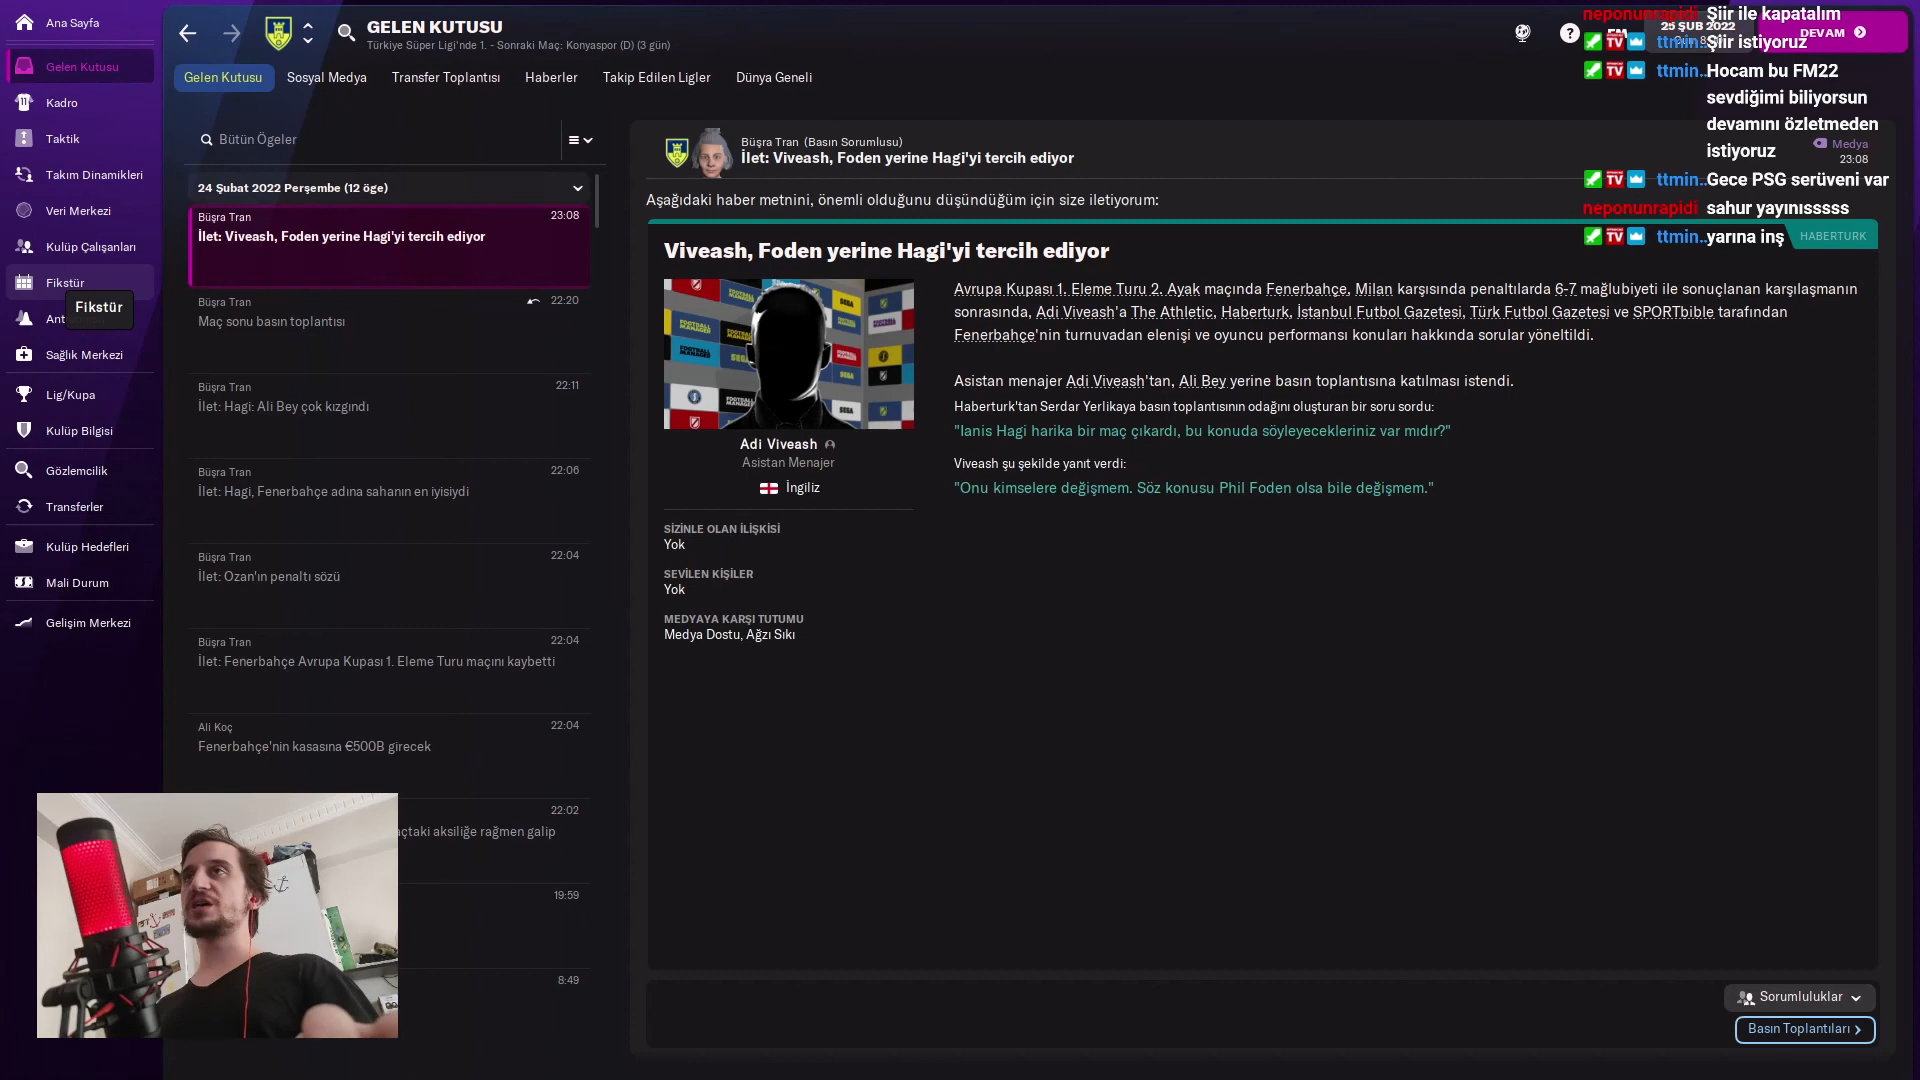 Ana Sayfa
Gelen Kutusu
Kadro
Taktik
Takım Dinamikleri
Veri Merkezi
Kulüp Çalışanları
Fikstür
Fikstür
Sağlık Merkezi
Lig/Kupa
Kulüp Bilgisi
Gözlemcilik
Transferler
Kulüp Hedefleri
Mali Durum
Gelişim Merkezi
GELEN KUTUSU
Türkiye Süper Ligi'nde 1. - Sonraki Maç: Konyaspor (D) (3 gün)
25 ŞUB 2022
DEVAM
Gelen Kutusu Sosyal Medya Transfer Toplantısı Haberler Takip Edilen Ligler Dünya Geneli
neponunrapidi Şiir ile kapatalım
ttmin.. Şiir istiyoruz
ttmin.. Hocam bu FM22
sevdiğimi biliyorsun
devamını özletmeden
istiyoruz
ttmin.. Gece PSG serüveni var
neponunrapidi sahur yayınısssss
ttmin.. yarına inş
Bütün Ögeler
24 Şubat 2022 Perşembe (12 öge)
Büşra Tran 23:08
İlet: Viveash, Foden yerine Hagi'yi tercih ediyor
Büşra Tran 22:20
Maç sonu basın toplantısı
Büşra Tran 22:11
İlet: Hagi: Ali Bey çok kızgındı
Büşra Tran 22:06
İlet: Hagi, Fenerbahçe adına sahanın en iyisiydi
Büşra Tran 22:04
İlet: Ozan'ın penaltı sözü
Büşra Tran 22:04
İlet: Fenerbahçe Avrupa Kupası 1. Eleme Turu maçını kaybetti
Ali Koç 22:04
Fenerbahçe'nin kasasına €500B girecek
22:02
açtaki aksiliğe rağmen galip
19:59
8:49
Büşra Tran (Basın Sorumlusu)
İlet: Viveash, Foden yerine Hagi'yi tercih ediyor
Medya
23:08
Aşağıdaki haber metnini, önemli olduğunu düşündüğüm için size iletiyorum:
HABERTURK
Viveash, Foden yerine Hagi'yi tercih ediyor
Adi Viveash
Asistan Menajer
İngiliz
SİZİNLE OLAN İLİŞKİSİ
Yok
SEVİLEN KİŞİLER
Yok
MEDYAYA KARŞI TUTUMU
Medya Dostu, Ağzı Sıkı
Avrupa Kupası 1. Eleme Turu 2. Ayak maçında Fenerbahçe, Milan karşısında penaltılarda 6-7 mağlubiyeti ile sonuçlanan karşılaşmanın
sonrasında, Adi Viveash'a The Athletic, Haberturk, İstanbul Futbol Gazetesi, Türk Futbol Gazetesi ve SPORTbible tarafından
Fenerbahçe'nin turnuvadan elenişi ve oyuncu performansı konuları hakkında sorular yöneltildi.
Asistan menajer Adi Viveash'tan, Ali Bey yerine basın toplantısına katılması istendi.
Haberturk'tan Serdar Yerlikaya basın toplantısının odağını oluşturan bir soru sordu:
"Ianis Hagi harika bir maç çıkardı, bu konuda söyleyecekleriniz var mıdır?"
Viveash şu şekilde yanıt verdi:
"Onu kimselere değişmem. Söz konusu Phil Foden olsa bile değişmem."
Sorumluluklar
Basın Toplantıları